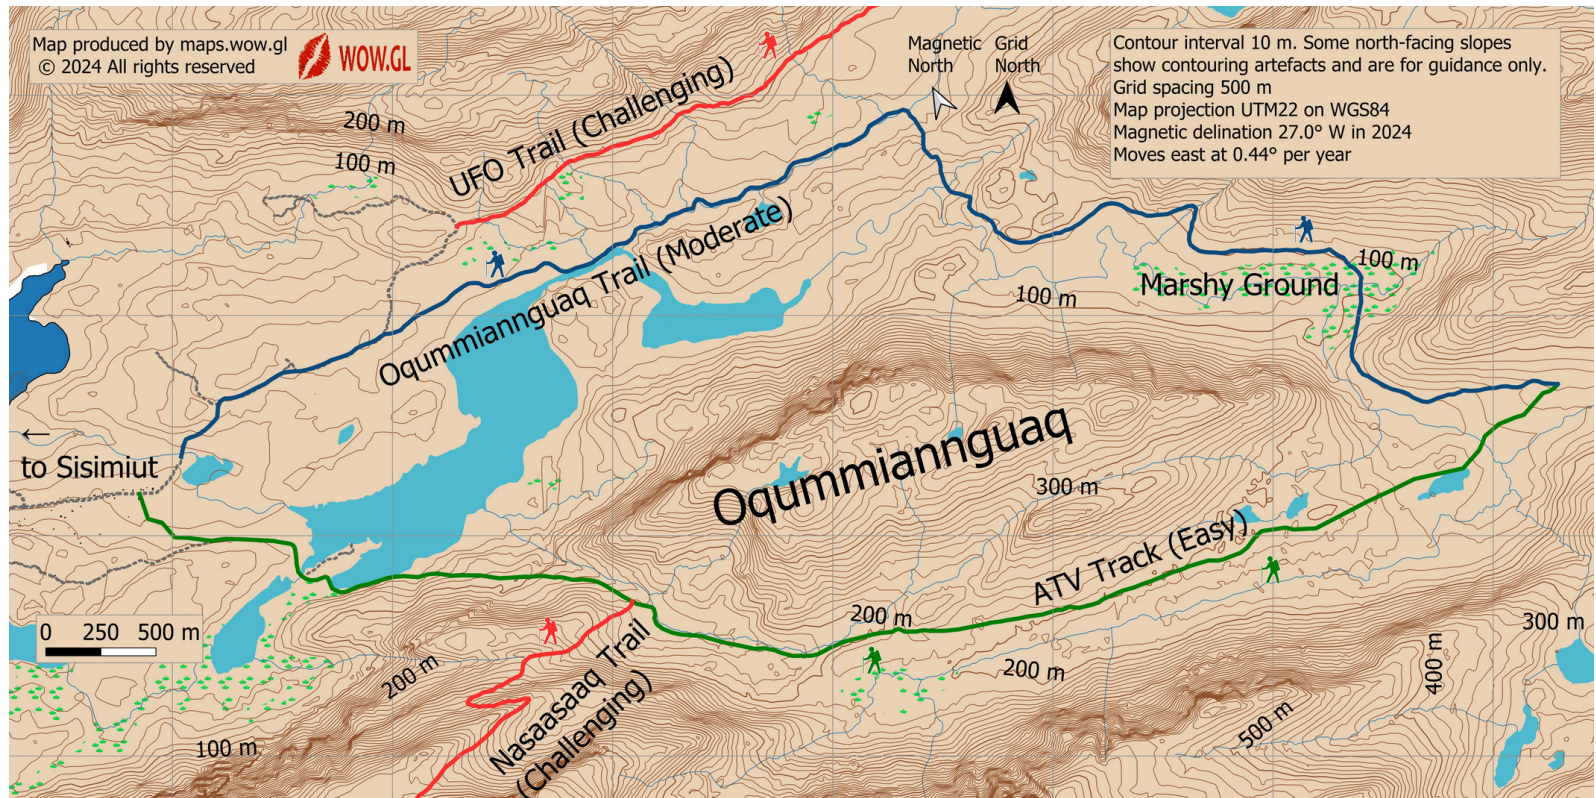 Map produced by maps.wow.gl
© 2024 All rights reserved
WOW.GL
Magnetic
North
Grid
North
Contour interval 10 m. Some north-facing slopes
show contouring artefacts and are for guidance only.
Grid spacing 500 m
Map projection UTM22 on WGS84
Magnetic delination 27.0° W in 2024
Moves east at 0.44° per year
200 m
100 m
UFO Trail (Challenging)
Oqummiannguaq Trail (Moderate)
100 m
Marshy Ground
100 m
←
to Sisimiut
Oqummiannguaq
300 m
ATV Track (Easy)
0 250 500 m
200 m
200 m
200 m
300 m
400 m
500 m
100 m
Nasaasaaq Trail
(Challenging)